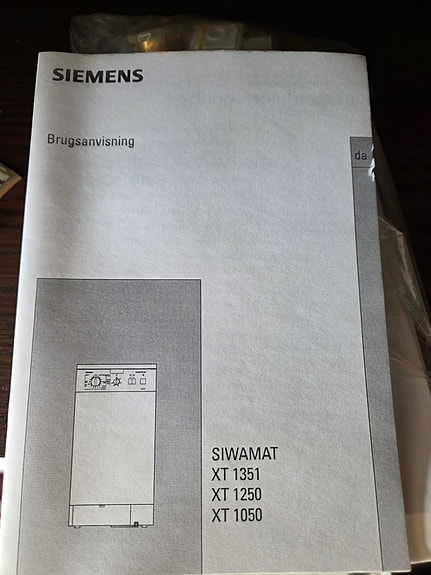 SIEMENS
Brugsanvisning
da
SIWAMAT
XT 1351
XT 1250
XT 1050